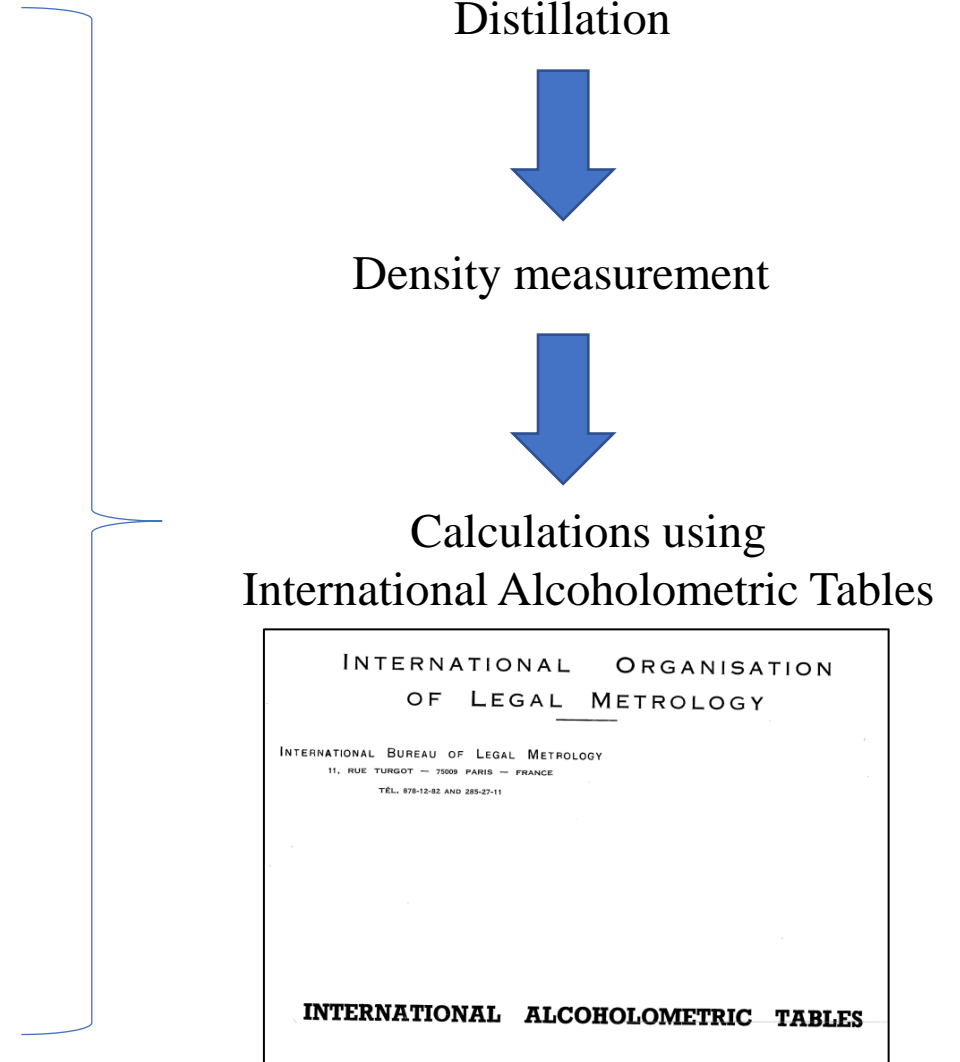 Distillation
Density measurement
Calculations using
International Alcoholometric Tables
INTERNATIONAL ORGANISATION
OF LEGAL METROLOGY
INTERNATIONAL BUREAU OF LEGAL METROLOGY
11, RUE TURGOT — 75009 PARIS — FRANCE
TÉL. 878-12-82 AND 285-27-11
INTERNATIONAL ALCOHOLOMETRIC TABLES